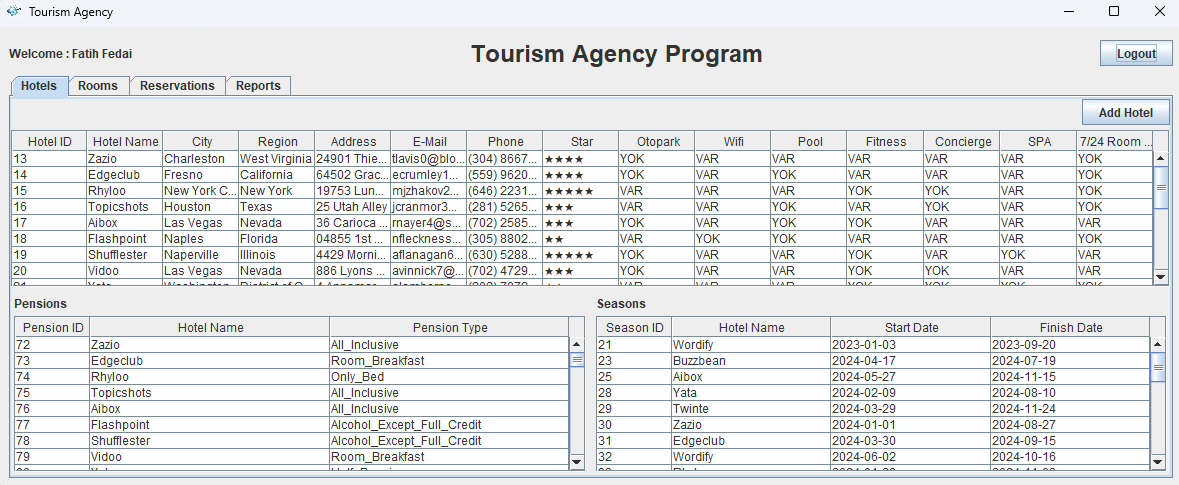 Tourism Agency
Welcome : Fatih Fedai Tourism Agency Program Logout
Hotels Rooms Reservations Reports
Add Hotel
Hotel ID Hotel Name City Region Address E-Mail Phone Star Otopark Wifi Pool Fitness Concierge SPA 7/24 Room ...
13 Zazio Charleston West Virginia 24901 Thie... tlavis0@blo... (304) 8667... ★★★★ YOK VAR VAR VAR VAR VAR YOK
14 Edgeclub Fresno California 64502 Grac... ecrumley1... (559) 9620... ★★★★ YOK VAR YOK VAR YOK VAR YOK
15 Rhyloo New York C... New York 19753 Lun... mjzhakov2... (646) 2231... ★★★★★ VAR VAR VAR YOK VAR VAR YOK
16 Topicshots Houston Texas 25 Utah Alley jcranmor3... (281) 5265... ★★★ VAR VAR YOK VAR VAR VAR YOK
17 Aibox Las Vegas Nevada 36 Carioca ... rnayer4@s... (702) 2585... ★★★ YOK VAR VAR YOK YOK VAR VAR
18 Flashpoint Naples Florida 04855 1st ... nfleckness... (305) 8802... ★★ VAR YOK YOK VAR VAR VAR YOK
19 Shufflester Naperville Illinois 4429 Morni... aflanagan6... (630) 5288... ★★★★★ YOK VAR VAR YOK VAR YOK VAR
20 Vidoo Las Vegas Nevada 886 Lyons ... avinnick7@... (702) 4729... ★★★ YOK VAR VAR YOK YOK VAR YOK
Pensions
Pension ID Hotel Name Pension Type
72 Zazio All_Inclusive
73 Edgeclub Room_Breakfast
74 Rhyloo Only_Bed
75 Topicshots All_Inclusive
76 Aibox All_Inclusive
77 Flashpoint Alcohol_Except_Full_Credit
78 Shufflester Alcohol_Except_Full_Credit
79 Vidoo Room_Breakfast
Seasons
Season ID Hotel Name Start Date Finish Date
21 Wordify 2023-01-03 2023-09-20
23 Buzzbean 2024-04-17 2024-07-19
25 Aibox 2024-05-27 2024-11-15
28 Yata 2024-02-09 2024-08-10
29 Twinte 2024-03-29 2024-11-24
30 Zazio 2024-01-01 2024-08-27
31 Edgeclub 2024-03-30 2024-09-15
32 Wordify 2024-06-02 2024-10-16